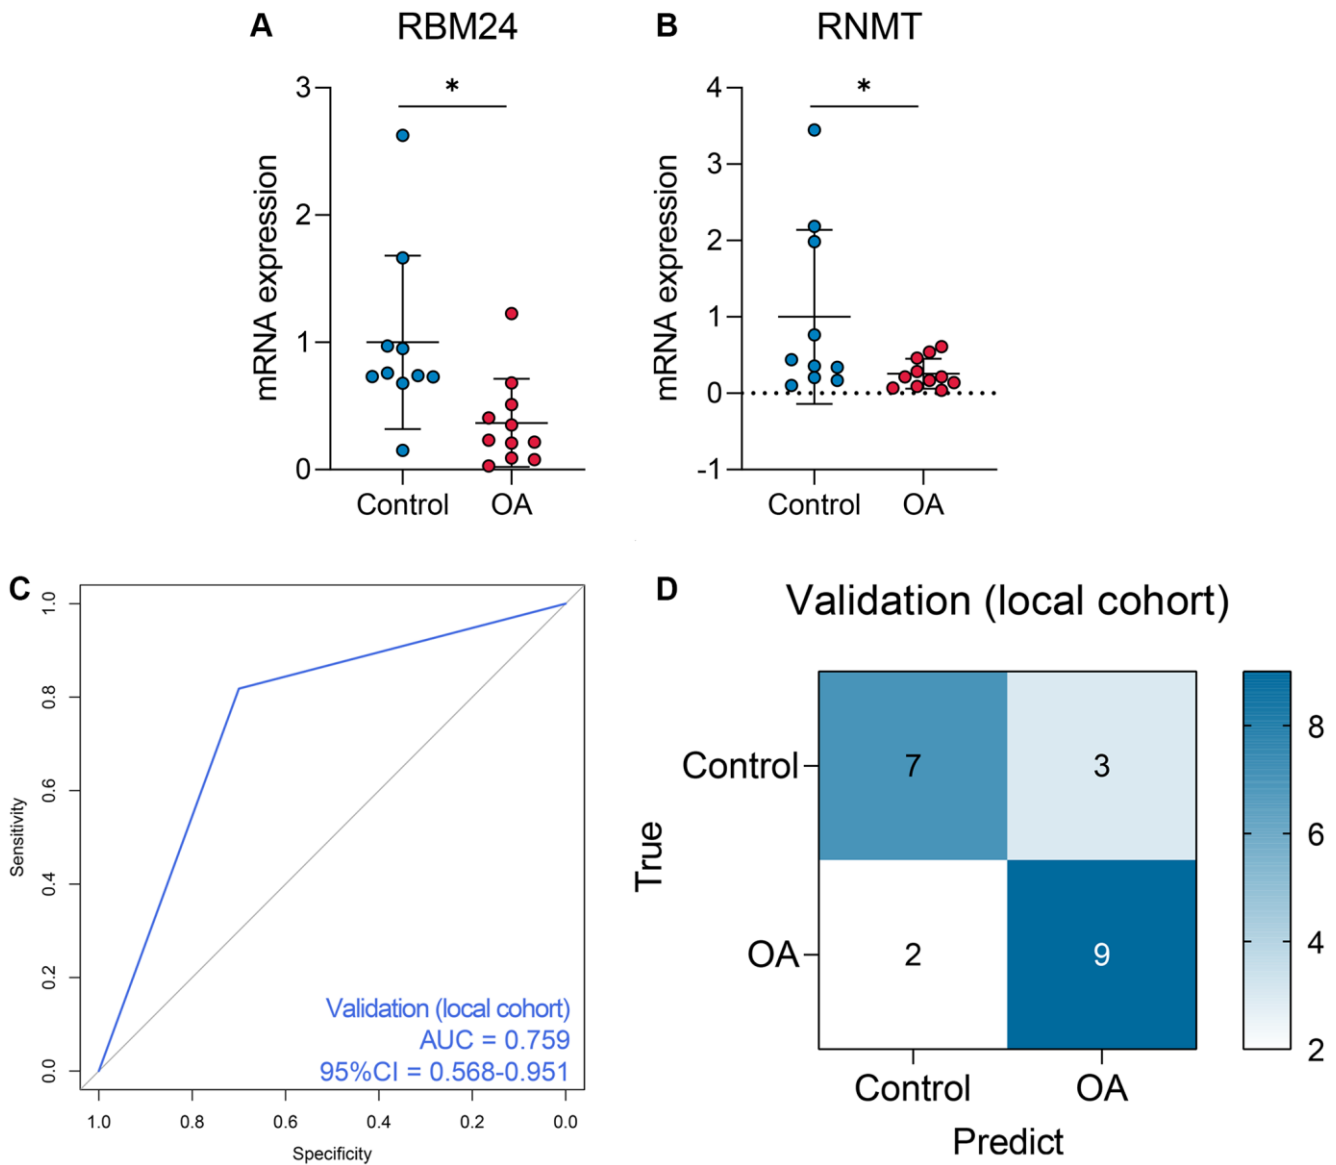 A RBM24
*
3
2
1
0
mRNA expression
Control OA
B RNMT
*
4
3
2
1
0
-1
mRNA expression
Control OA
C
1.0
0.8
0.6
0.4
0.2
0.0
Sensitivity
Validation (local cohort)
AUC = 0.759
95%CI = 0.568-0.951
1.0 0.8 0.6 0.4 0.2 0.0
Specificity
D Validation (local cohort)
True
Control 7 3
OA 2 9
Control OA
Predict
8
6
4
2